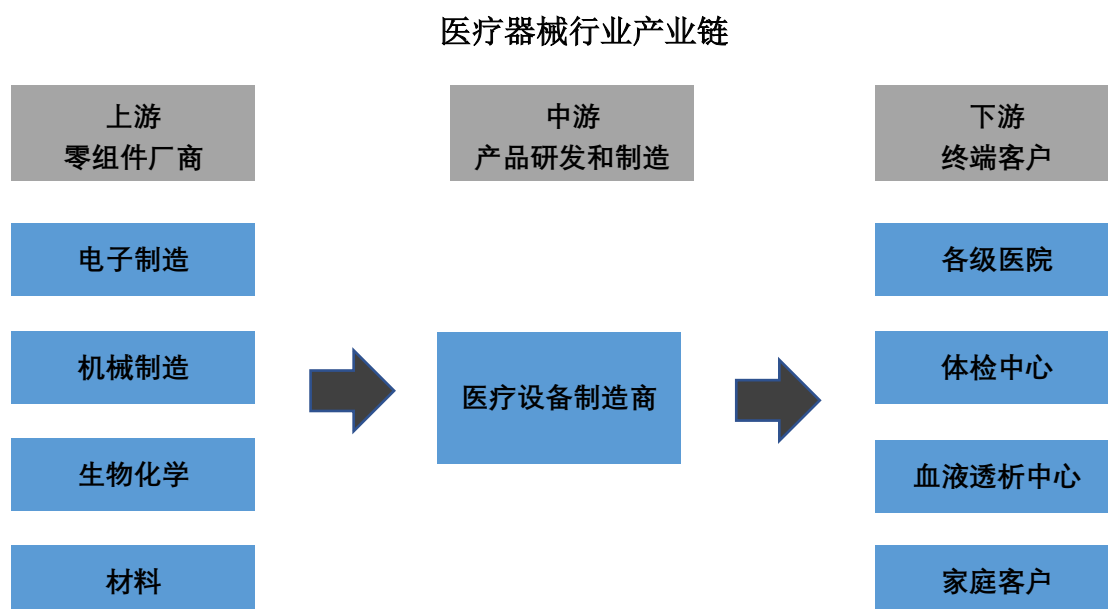 医疗器械行业产业链
上游
零组件厂商
中游
产品研发和制造
下游
终端客户
电子制造
机械制造
生物化学
材料
医疗设备制造商
各级医院
体检中心
血液透析中心
家庭客户